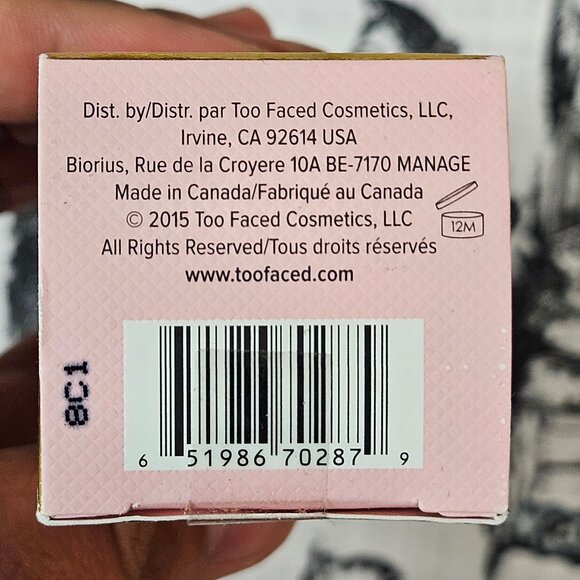 Dist. by/Distr. par Too Faced Cosmetics, LLC,
Irvine, CA 92614 USA
Biorius, Rue de la Croyere 10A BE-7170 MANAGE
Made in Canada/Fabriqué au Canada
© 2015 Too Faced Cosmetics, LLC
12M
All Rights Reserved/Tous droits réservés
www.toofaced.com
8C1
6 51986 70287 9